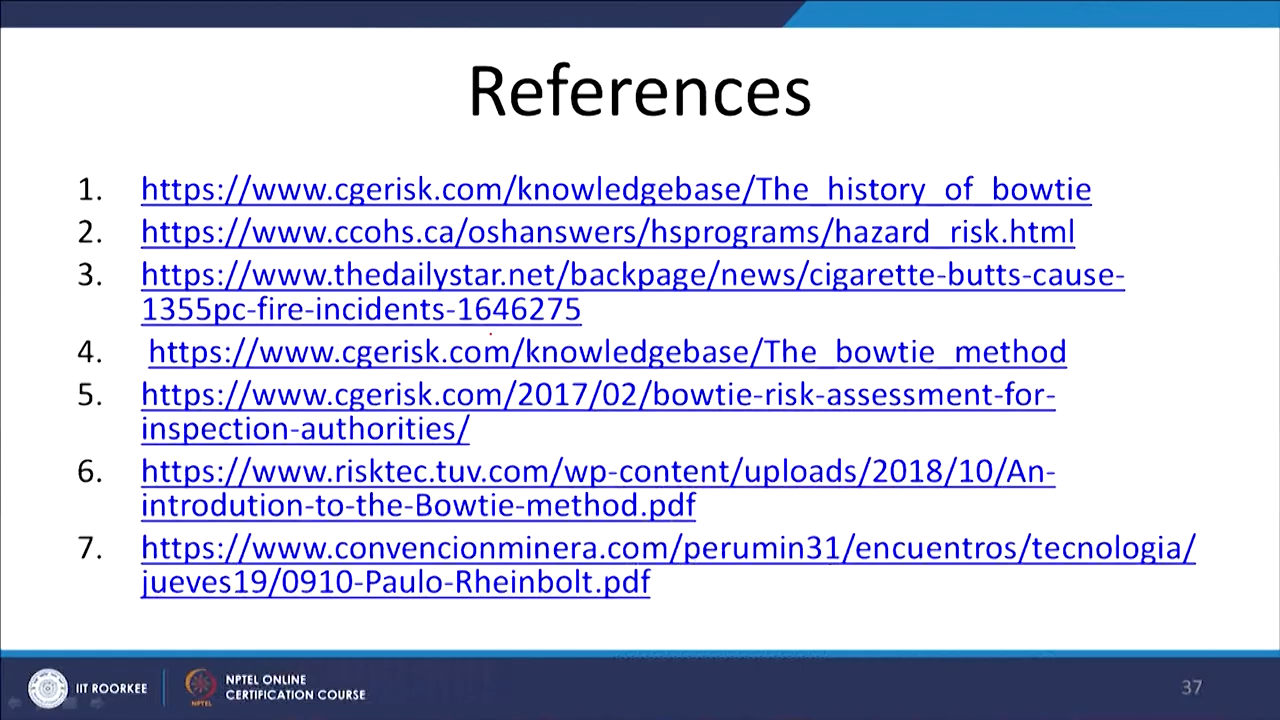 References
1. https://www.cgerisk.com/knowledgebase/The_history_of_bowtie
2. https://www.ccohs.ca/oshanswers/hsprograms/hazard_risk.html
3. https://www.thedailystar.net/backpage/news/cigarette-butts-cause-
1355pc-fire-incidents-1646275
4. https://www.cgerisk.com/knowledgebase/The_bowtie_method
5. https://www.cgerisk.com/2017/02/bowtie-risk-assessment-for-
inspection-authorities/
6. https://www.risktec.tuv.com/wp-content/uploads/2018/10/An-
introdution-to-the-Bowtie-method.pdf
7. https://www.convencionminera.com/perumin31/encuentros/tecnologia/
jueves19/0910-Paulo-Rheinbolt.pdf
IIT ROORKEE
NPTEL
NPTEL ONLINE
CERTIFICATION COURSE
37